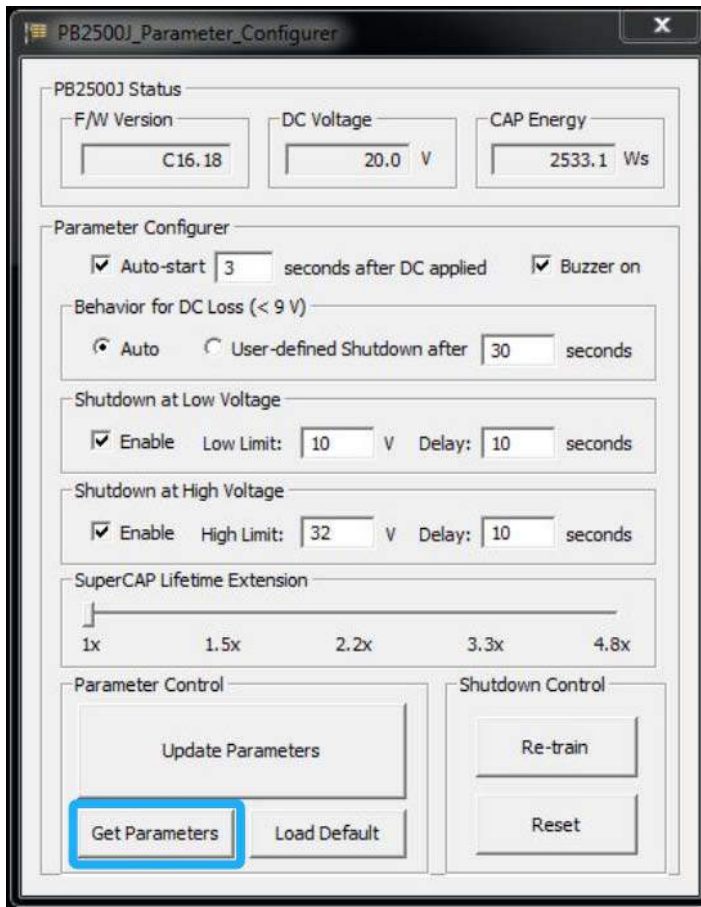 PB2500J_Parameter_Configurer
PB2500J Status
F/W Version DC Voltage CAP Energy
C16.18 20.0 V 2533.1 Ws
Parameter Configurer
Auto-start 3 seconds after DC applied Buzzer on
Behavior for DC Loss (< 9 V)
Auto User-defined Shutdown after 30 seconds
Shutdown at Low Voltage
Enable Low Limit: 10 V Delay: 10 seconds
Shutdown at High Voltage
Enable High Limit: 32 V Delay: 10 seconds
SuperCAP Lifetime Extension
1x 1.5x 2.2x 3.3x 4.8x
Parameter Control Shutdown Control
Update Parameters Re-train
Get Parameters Load Default Reset